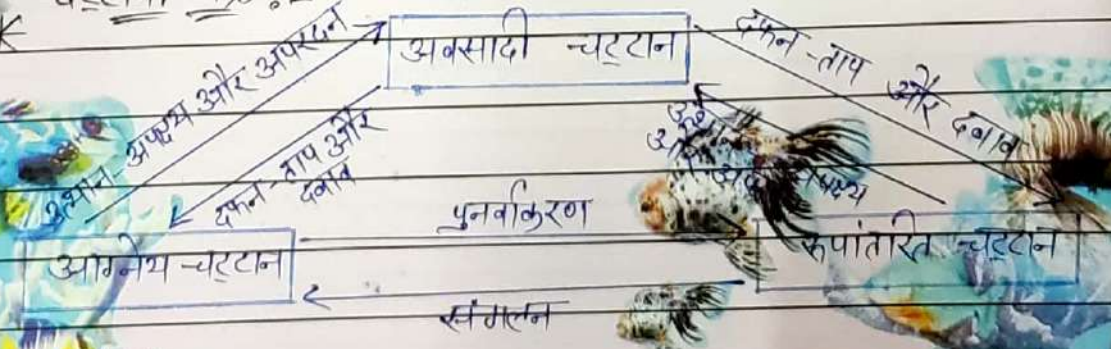 अवसादी चट्टान
उत्थान अपक्षय और अपरदन
दफन-ताप और दबाव
दफन-ताप और
दबाव
पुनर्वाकरण
आग्नेय चट्टान
रूपांतरित चट्टान
संगलन